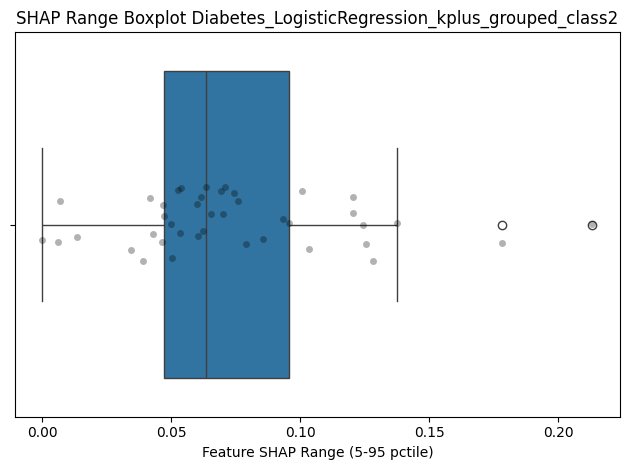 SHAP Range Boxplot Diabetes_LogisticRegression_kplus_grouped_class2
0.00 0.05 0.10 0.15 0.20
Feature SHAP Range (5-95 pctile)